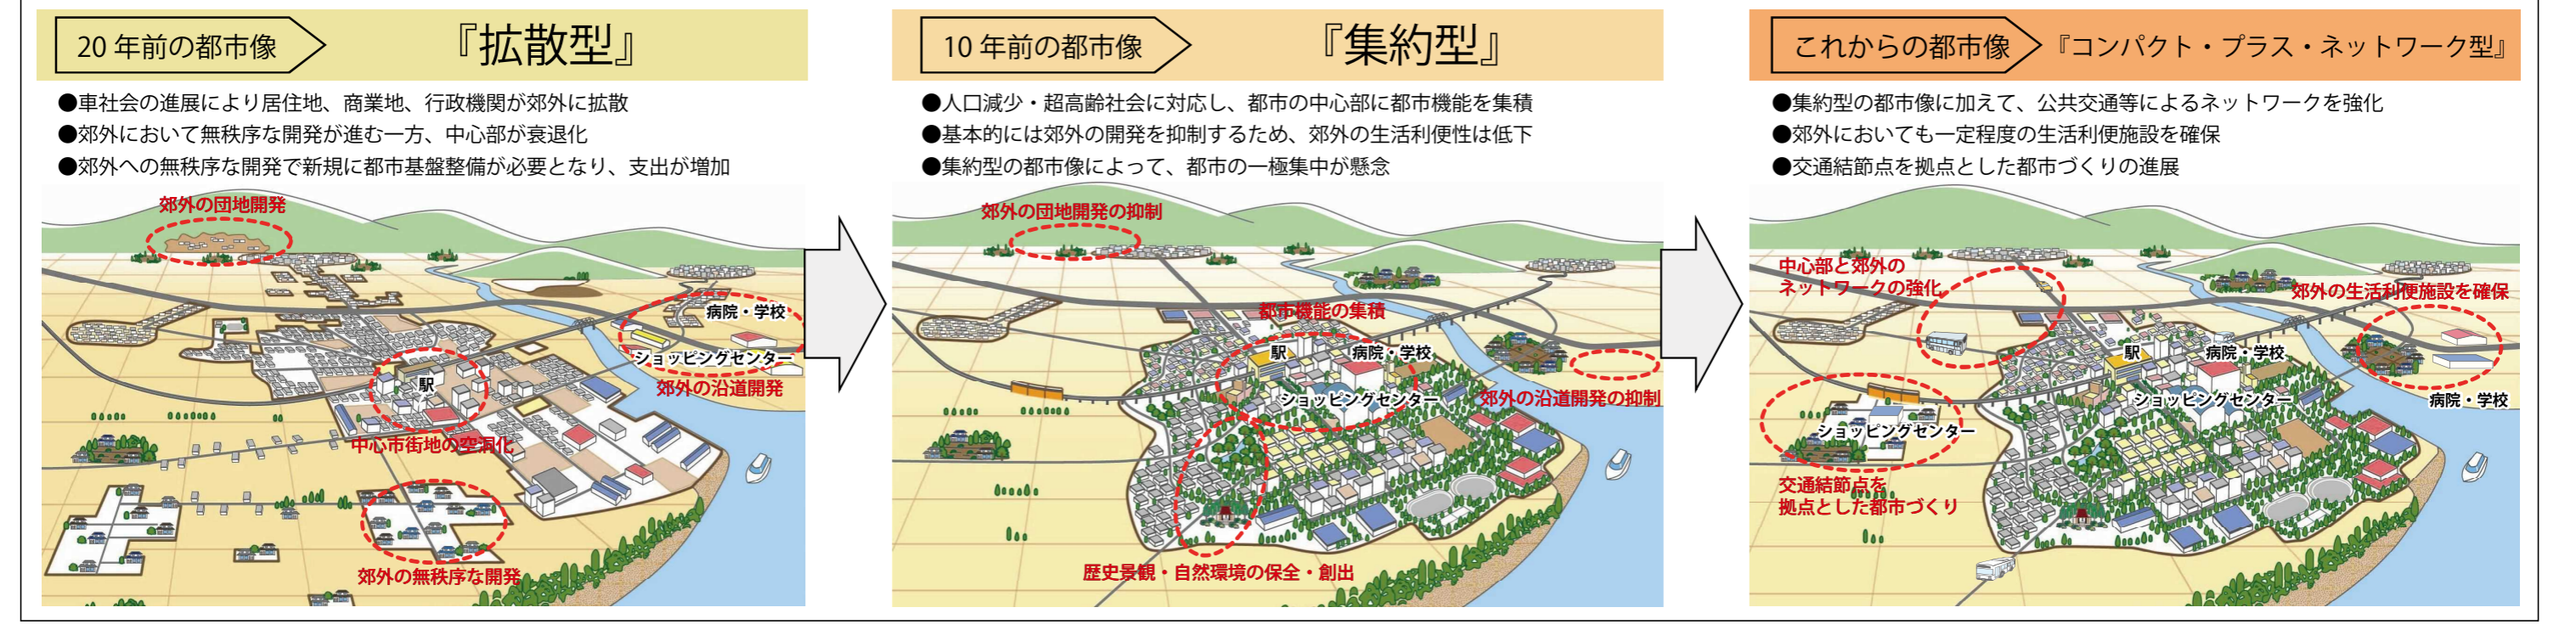 20 年前の都市像
『拡散型』
●車社会の進展により居住地、商業地、行政機関が郊外に拡散
●郊外において無秩序な開発が進む一方、中心部が衰退化
●郊外への無秩序な開発で新規に都市基盤整備が必要となり、支出が増加
郊外の団地開発
病院・学校
ショッピングセンター
郊外の沿道開発
駅
中心市街地の空洞化
郊外の無秩序な開発
10 年前の都市像
『集約型』
●人口減少・超高齢社会に対応し、都市の中心部に都市機能を集積
●基本的には郊外の開発を抑制するため、郊外の生活利便性は低下
●集約型の都市像によって、都市の一極集中が懸念
郊外の団地開発の抑制
都市機能の集積
駅
病院・学校
ショッピングセンター
郊外の沿道開発の抑制
歴史景観・自然環境の保全・創出
これからの都市像
『コンパクト・プラス・ネットワーク型』
●集約型の都市像に加えて、公共交通等によるネットワークを強化
●郊外においても一定程度の生活利便施設を確保
●交通結節点を拠点とした都市づくりの進展
中心部と郊外の
ネットワークの強化
郊外の生活利便施設を確保
駅
病院・学校
ショッピングセンター
病院・学校
ショッピングセンター
交通結節点を
拠点とした都市づくり